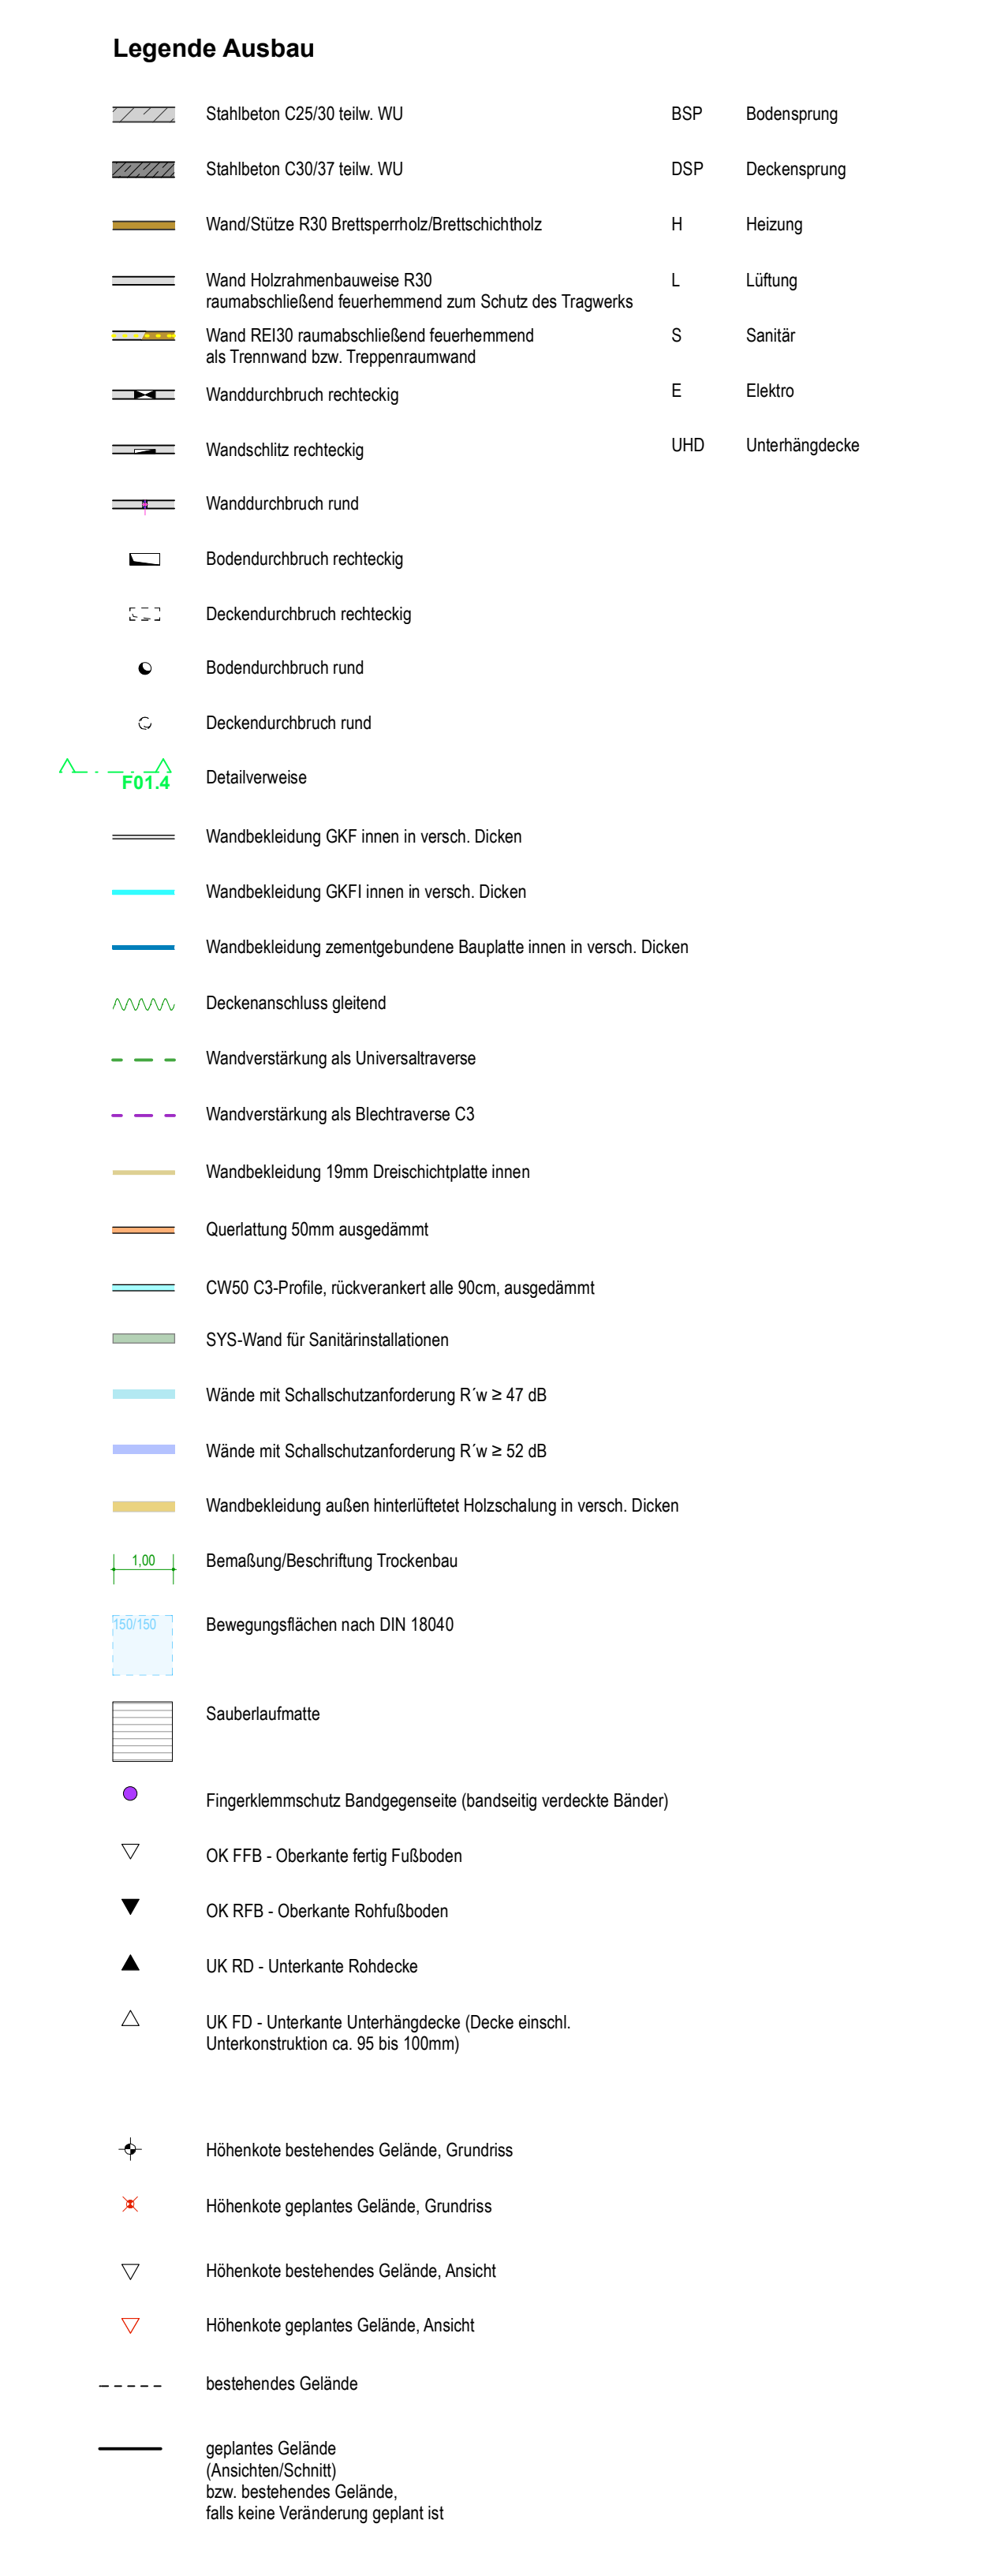 Legende Ausbau
Stahlbeton C25/30 teilw. WU
BSP Bodensprung
Stahlbeton C30/37 teilw. WU
DSP Deckensprung
Wand/Stütze R30 Brettsperrholz/Brettschichtholz
H Heizung
Wand Holzrahmenbauweise R30
raumabschließend feuerhemmend zum Schutz des Tragwerks
L Lüftung
Wand REI30 raumabschließend feuerhemmend
als Trennwand bzw. Treppenraumwand
S Sanitär
Wanddurchbruch rechteckig
E Elektro
Wandschlitz rechteckig
UHD Unterhängdecke
Wanddurchbruch rund
Bodendurchbruch rechteckig
Deckendurchbruch rechteckig
Bodendurchbruch rund
Deckendurchbruch rund
F01.4
Detailverweise
Wandbekleidung GKF innen in versch. Dicken
Wandbekleidung GKFI innen in versch. Dicken
Wandbekleidung zementgebundene Bauplatte innen in versch. Dicken
Deckenanschluss gleitend
Wandverstärkung als Universaltraverse
Wandverstärkung als Blechtraverse C3
Wandbekleidung 19mm Dreischichtplatte innen
Querlattung 50mm ausgedämmt
CW50 C3-Profile, rückverankert alle 90cm, ausgedämmt
SYS-Wand für Sanitärinstallationen
Wände mit Schallschutzanforderung R´w ≥ 47 dB
Wände mit Schallschutzanforderung R´w ≥ 52 dB
Wandbekleidung außen hinterlüftetet Holzschalung in versch. Dicken
1,00
Bemaßung/Beschriftung Trockenbau
150/150
Bewegungsflächen nach DIN 18040
Sauberlaufmatte
Fingerklemmschutz Bandgegenseite (bandseitig verdeckte Bänder)
OK FFB - Oberkante fertig Fußboden
OK RFB - Oberkante Rohfußboden
UK RD - Unterkante Rohdecke
UK FD - Unterkante Unterhängdecke (Decke einschl.
Unterkonstruktion ca. 95 bis 100mm)
Höhenkote bestehendes Gelände, Grundriss
Höhenkote geplantes Gelände, Grundriss
Höhenkote bestehendes Gelände, Ansicht
Höhenkote geplantes Gelände, Ansicht
bestehendes Gelände
geplantes Gelände
(Ansichten/Schnitt)
bzw. bestehendes Gelände,
falls keine Veränderung geplant ist